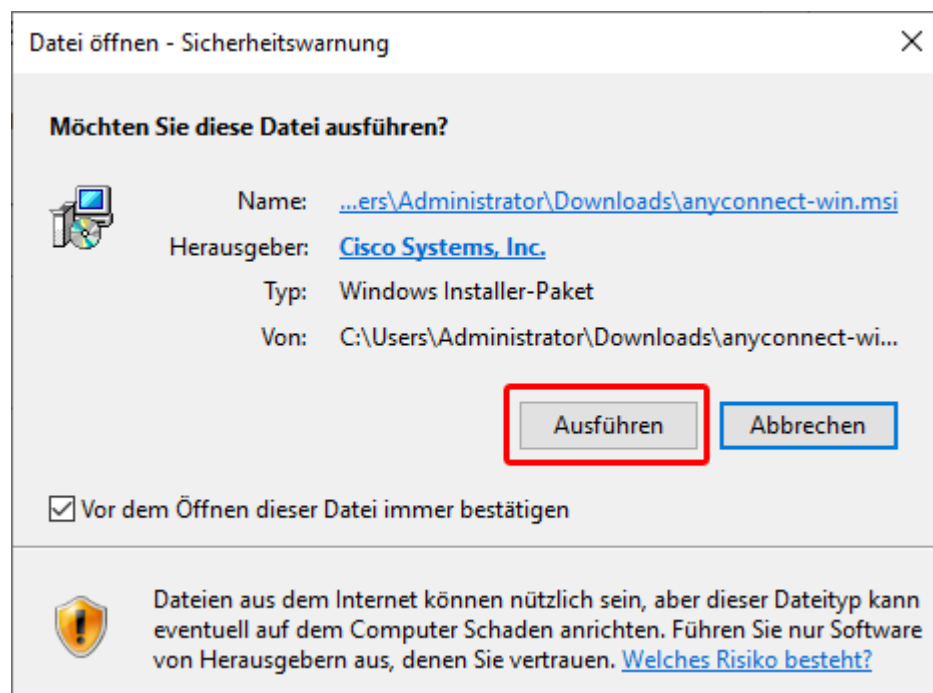 Datei öffnen - Sicherheitswarnung
Möchten Sie diese Datei ausführen?
Name: ...ers\Administrator\Downloads\anyconnect-win.msi
Herausgeber: Cisco Systems, Inc.
Typ: Windows Installer-Paket
Von: C:\Users\Administrator\Downloads\anyconnect-wi...
Ausführen Abbrechen
Vor dem Öffnen dieser Datei immer bestätigen
Dateien aus dem Internet können nützlich sein, aber dieser Dateityp kann
eventuell auf dem Computer Schaden anrichten. Führen Sie nur Software
von Herausgebern aus, denen Sie vertrauen. Welches Risiko besteht?